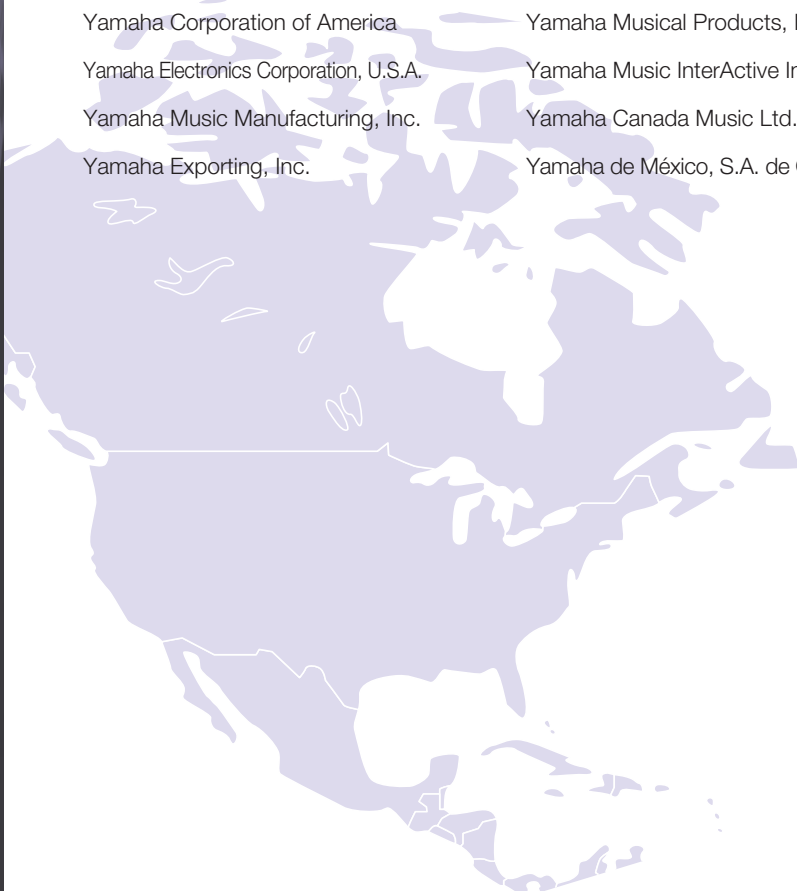 Yamaha Corporation of America
Yamaha Electronics Corporation, U.S.A.
Yamaha Music Manufacturing, Inc.
Yamaha Exporting, Inc.
Yamaha Musical Products,
Yamaha Music InterActive
Yamaha Canada Music Ltd.
Yamaha de México, S.A. de